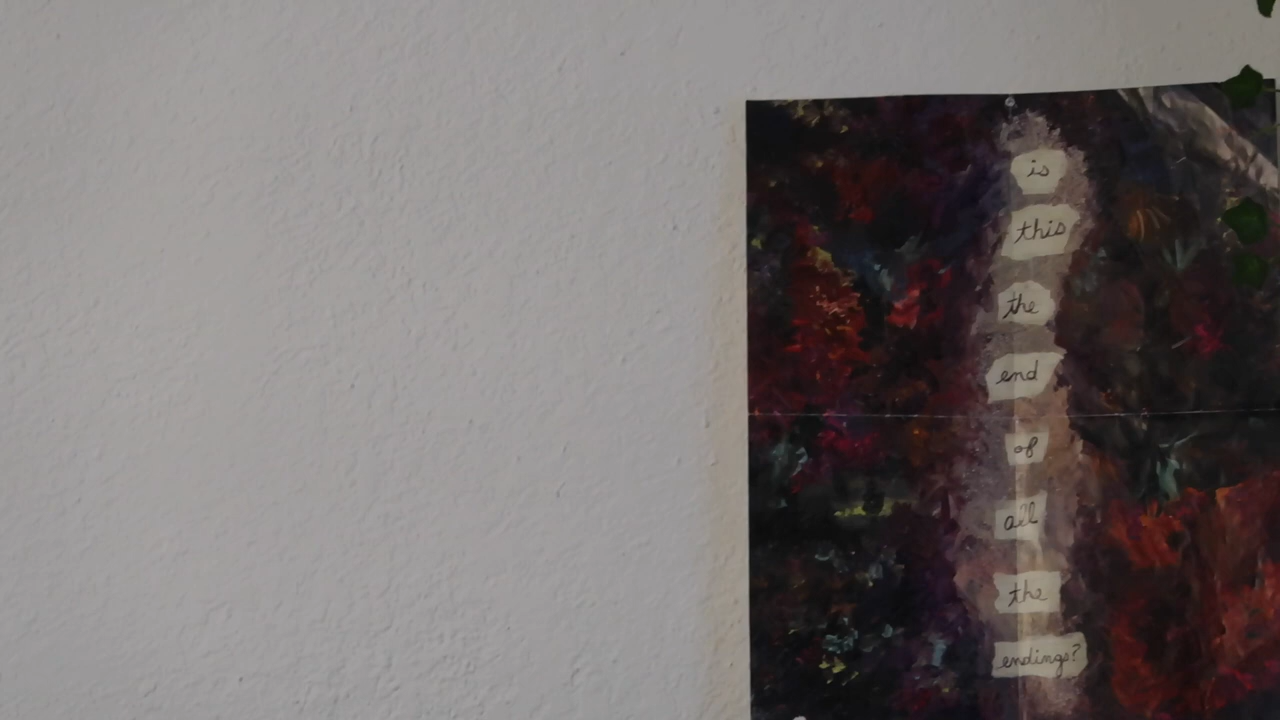 is
this
the
end
of
all
the
endings?